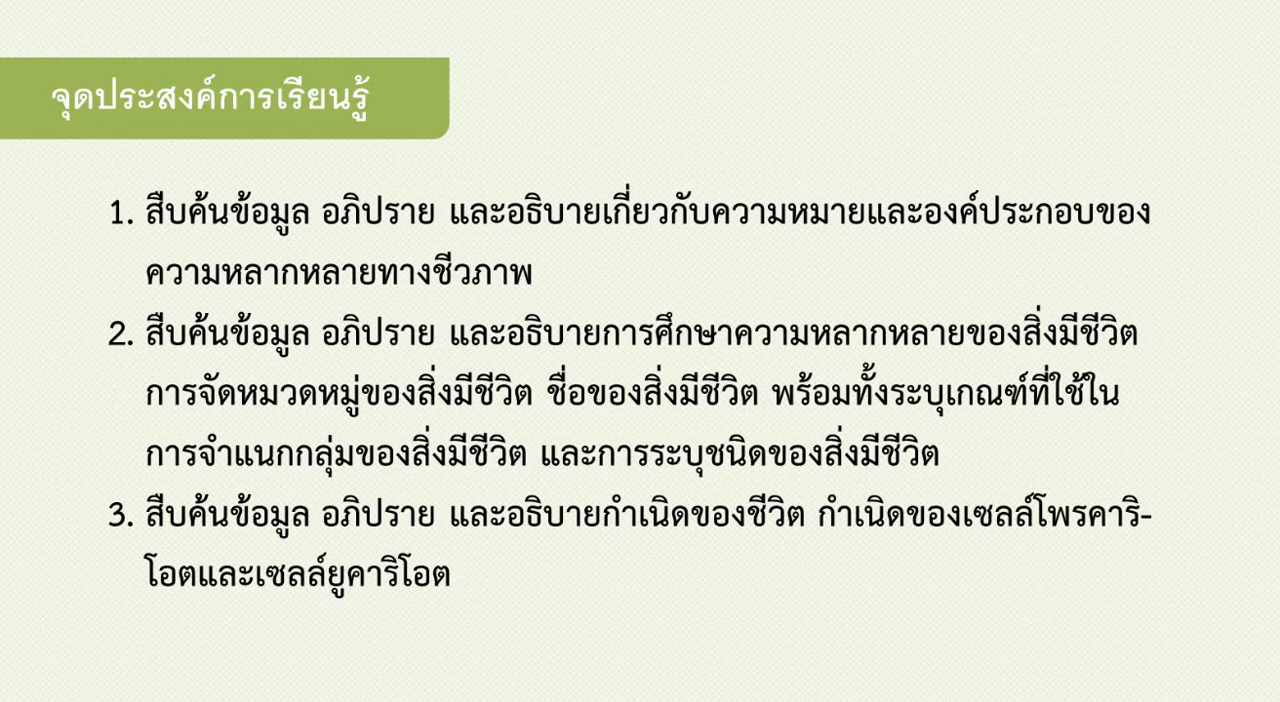 จุดประสงค์การเรียนรู้
1. สืบค้นข้อมูล อภิปราย และอธิบายเกี่ยวกับความหมายและองค์ประกอบของ
ความหลากหลายทางชีวภาพ
2. สืบค้นข้อมูล อภิปราย และอธิบายการศึกษาความหลากหลายของสิ่งมีชีวิต
การจัดหมวดหมู่ของสิ่งมีชีวิต ชื่อของสิ่งมีชีวิต พร้อมทั้งระบุเกณฑ์ที่ใช้ใน
การจำแนกกลุ่มของสิ่งมีชีวิต และการระบุชนิดของสิ่งมีชีวิต
3. สืบค้นข้อมูล อภิปราย และอธิบายกำเนิดของชีวิต กำเนิดของเซลล์โพรคาริ-
โอตและเซลล์ยูคาริโอต